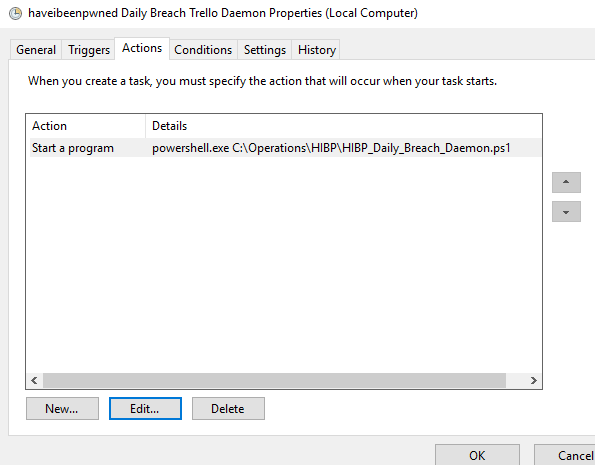 haveibeenpwned Daily Breach Trello Daemon Properties (Local Computer)
General Triggers Actions Conditions Settings History
When you create a task, you must specify the action that will occur when your task starts.
Action Details
Start a program powershell.exe C:\Operations\HIBP\HIBP_Daily_Breach_Daemon.ps1
New... Edit... Delete
OK Cancel